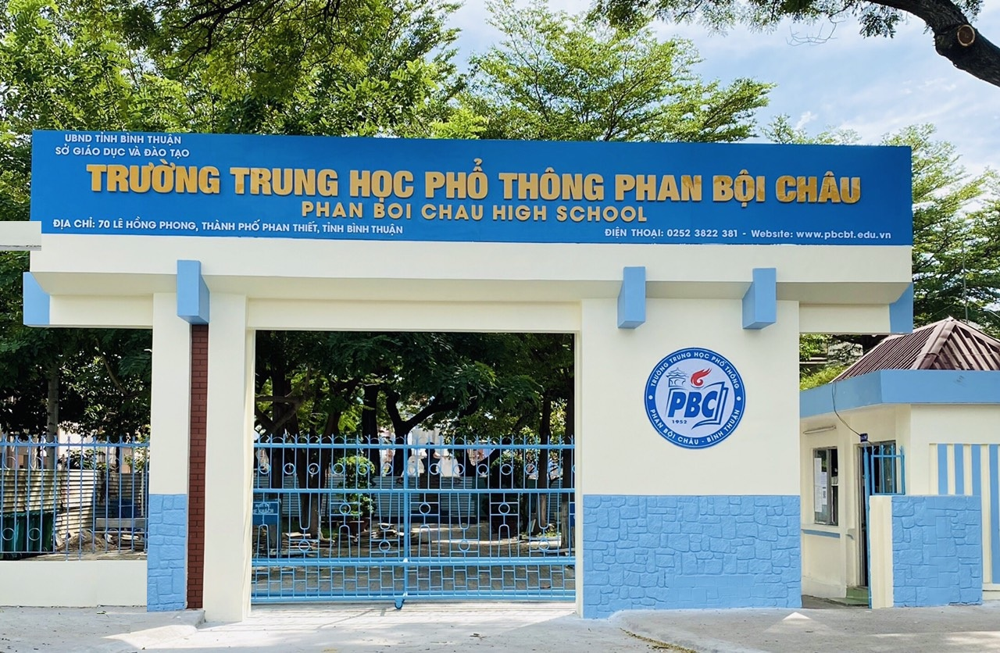 UBND TỈNH BÌNH THUẬN
SỞ GIÁO DỤC VÀ ĐÀO TẠO
TRƯỜNG TRUNG HỌC PHỔ THÔNG PHAN BỘI CHÂU
PHAN BOI CHAU HIGH SCHOOL
ĐỊA CHỈ: 70 LÊ HỒNG PHONG, THÀNH PHỐ PHAN THIẾT, TỈNH BÌNH THUẬN
ĐIỆN THOẠI: 0252 3822 381 - Website: www.pbcbt.edu.vn
TRƯỜNG TRUNG HỌC PHỔ THÔNG
PBC
1952
PHAN BỘI CHÂU - BÌNH THUẬN